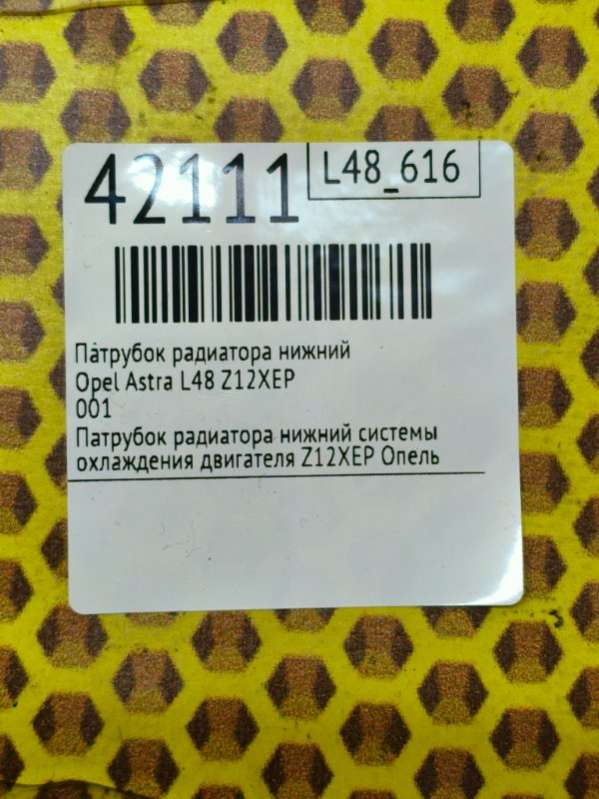 42111
L48_616
Патрубок радиатора нижний
Opel Astra L48 Z12XEP
001
Патрубок радиатора нижний системы
охлаждения двигателя Z12XEP Опель